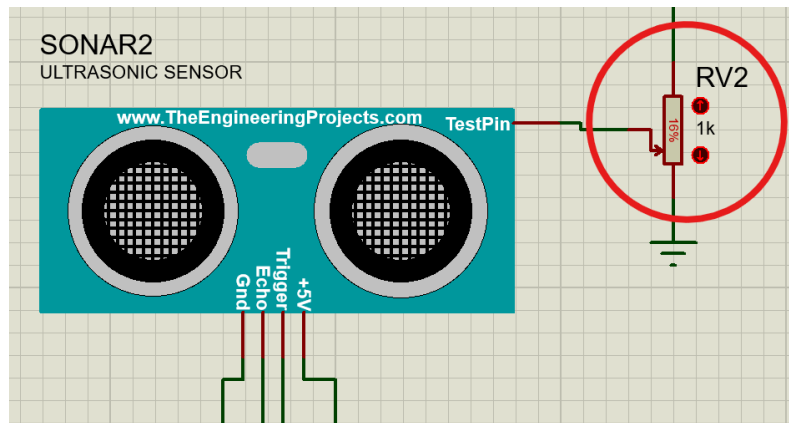 SONAR2
ULTRASONIC SENSOR
www.TheEngineeringProjects.com
TestPin
Gnd
Echo
Trigger
+5V
RV2
16%
1k